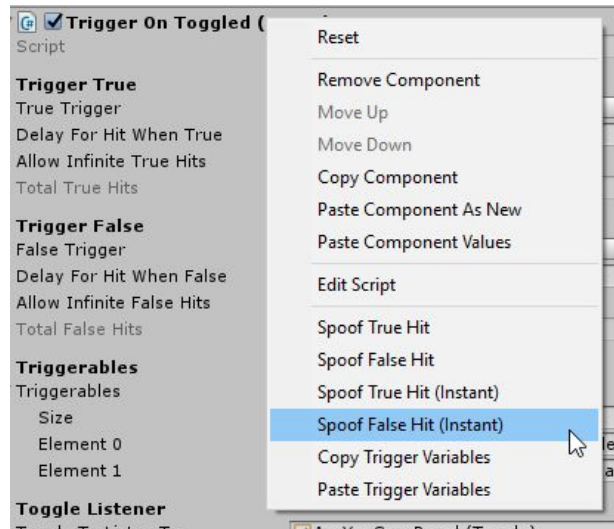 Trigger On Toggled (
Script
Trigger True
True Trigger
Delay For Hit When True
Allow Infinite True Hits
Total True Hits
Trigger False
False Trigger
Delay For Hit When False
Allow Infinite False Hits
Total False Hits
Triggerables
Triggerables
Size
Element 0
Element 1
Toggle Listener
Reset
Remove Component
Move Up
Move Down
Copy Component
Paste Component As New
Paste Component Values
Edit Script
Spoof True Hit
Spoof False Hit
Spoof True Hit (Instant)
Spoof False Hit (Instant)
Copy Trigger Variables
Paste Trigger Variables